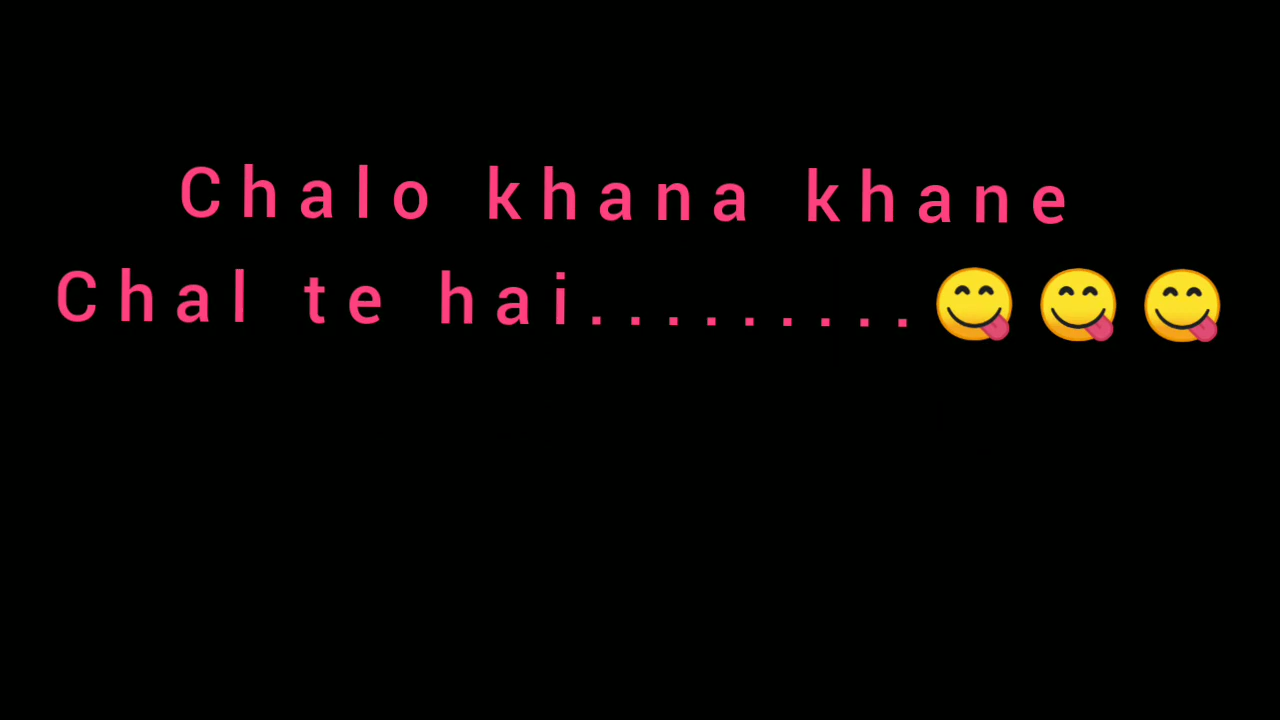 Chalo khana khane
Chal te hai.........😋😋😋